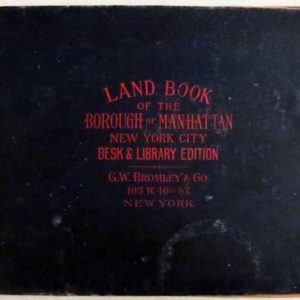 LAND BOOK
OF THE
BOROUGH OF MANHATTAN
NEW YORK CITY
DESK & LIBRARY EDITION
G.W. BROMLEY & CO.
165 W. 40TH ST.
NEW YORK.